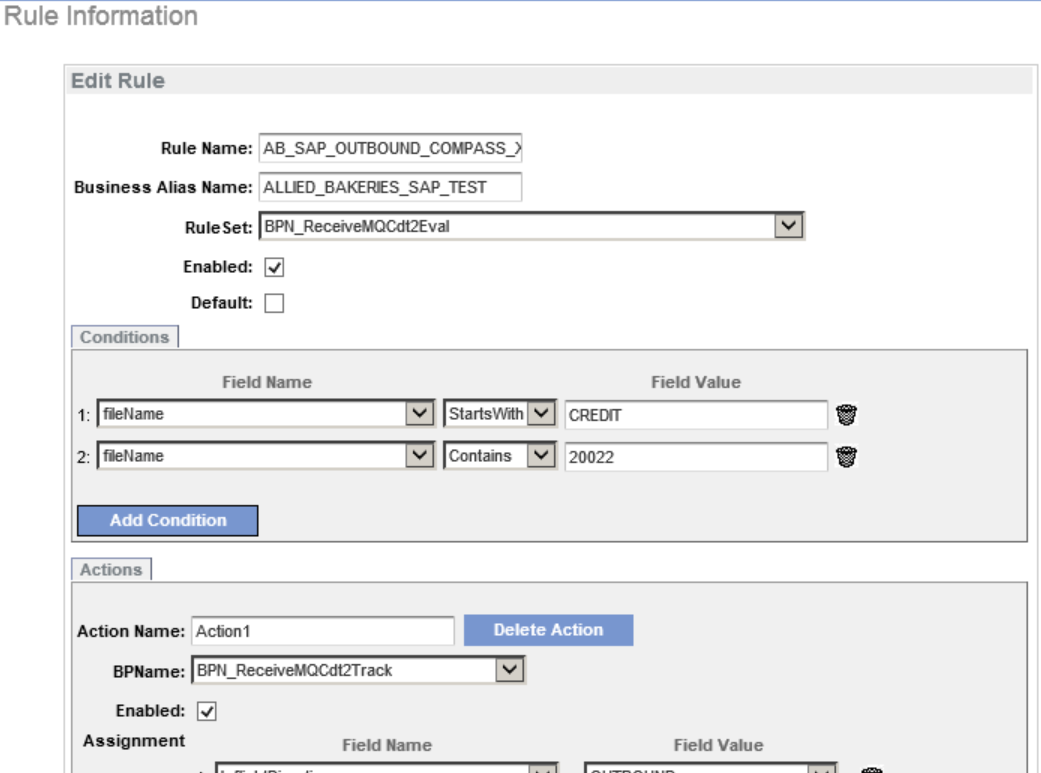 Rule Information
Edit Rule
Rule Name: AB_SAP_OUTBOUND_COMPASS_X
Business Alias Name: ALLIED_BAKERIES_SAP_TEST
RuleSet: BPN_ReceiveMQCdt2Eval
Enabled:
Default:
Conditions
Field Name Field Value
1: fileName StartsWith CREDIT
2: fileName Contains 20022
Add Condition
Actions
Action Name: Action1 Delete Action
BPName: BPN_ReceiveMQCdt2Track
Enabled:
Assignment Field Name Field Value
OUTBOUND